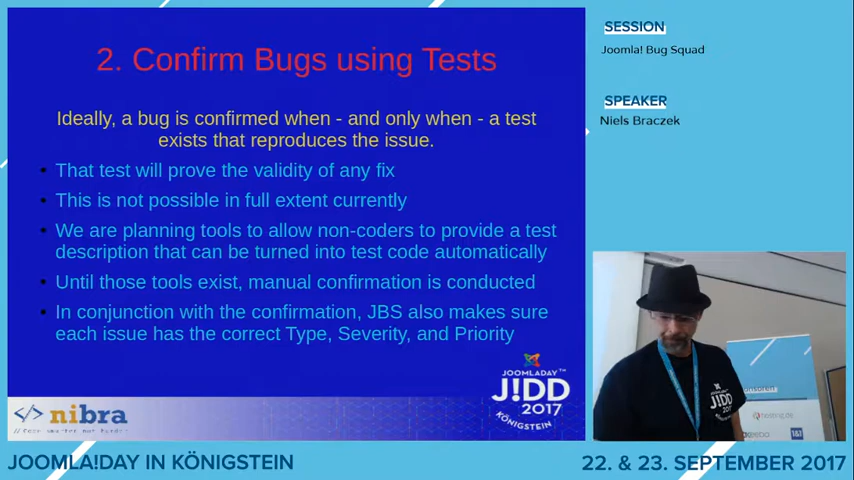 2. Confirm Bugs using Tests
Ideally, a bug is confirmed when - and only when - a test
exists that reproduces the issue.
• That test will prove the validity of any fix
• This is not possible in full extent currently
• We are planning tools to allow non-coders to provide a test
description that can be turned into test code automatically
• Until those tools exist, manual confirmation is conducted
• In conjunction with the confirmation, JBS also makes sure
each issue has the correct Type, Severity, and Priority
</> nibra
JOOMLADAY™
J!DD
2017
KÖNIGSTEIN
SESSION
Joomla! Bug Squad
SPEAKER
Niels Braczek
J!DD
2017
1&1
JOOMLA!DAY IN KÖNIGSTEIN
22. & 23. SEPTEMBER 2017